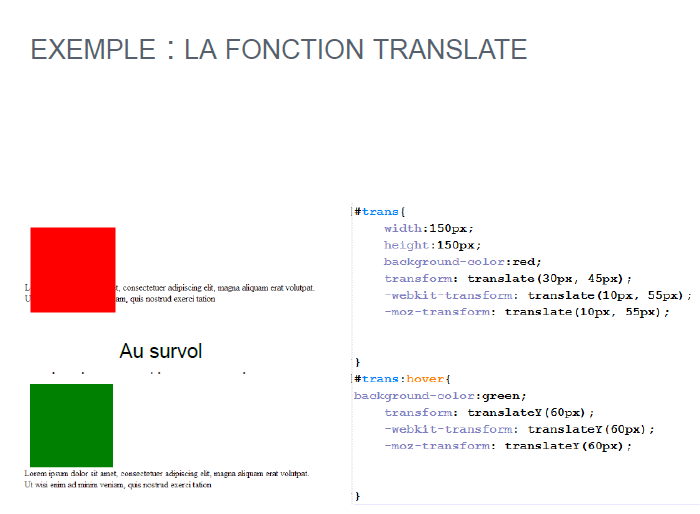 EXEMPLE : LA FONCTION TRANSLATE
L t, consectetuer adipiscing elit, magna aliquam erat volutpat.
U am, quis nostrud exerci tation
Au survol
Lorem ipsum dolor sit amet, consectetuer adipiscing elit, magna aliquam erat volutpat.
Ut wisi enim ad minim veniam, quis nostrud exerci tation
#trans{
width:150px;
height:150px;
background-color:red;
transform: translate(30px, 45px);
-webkit-transform: translate(10px, 55px);
-moz-transform: translate(10px, 55px);
}
#trans:hover{
background-color:green;
transform: translateY(60px);
-webkit-transform: translateY(60px);
-moz-transform: translateY(60px);
}